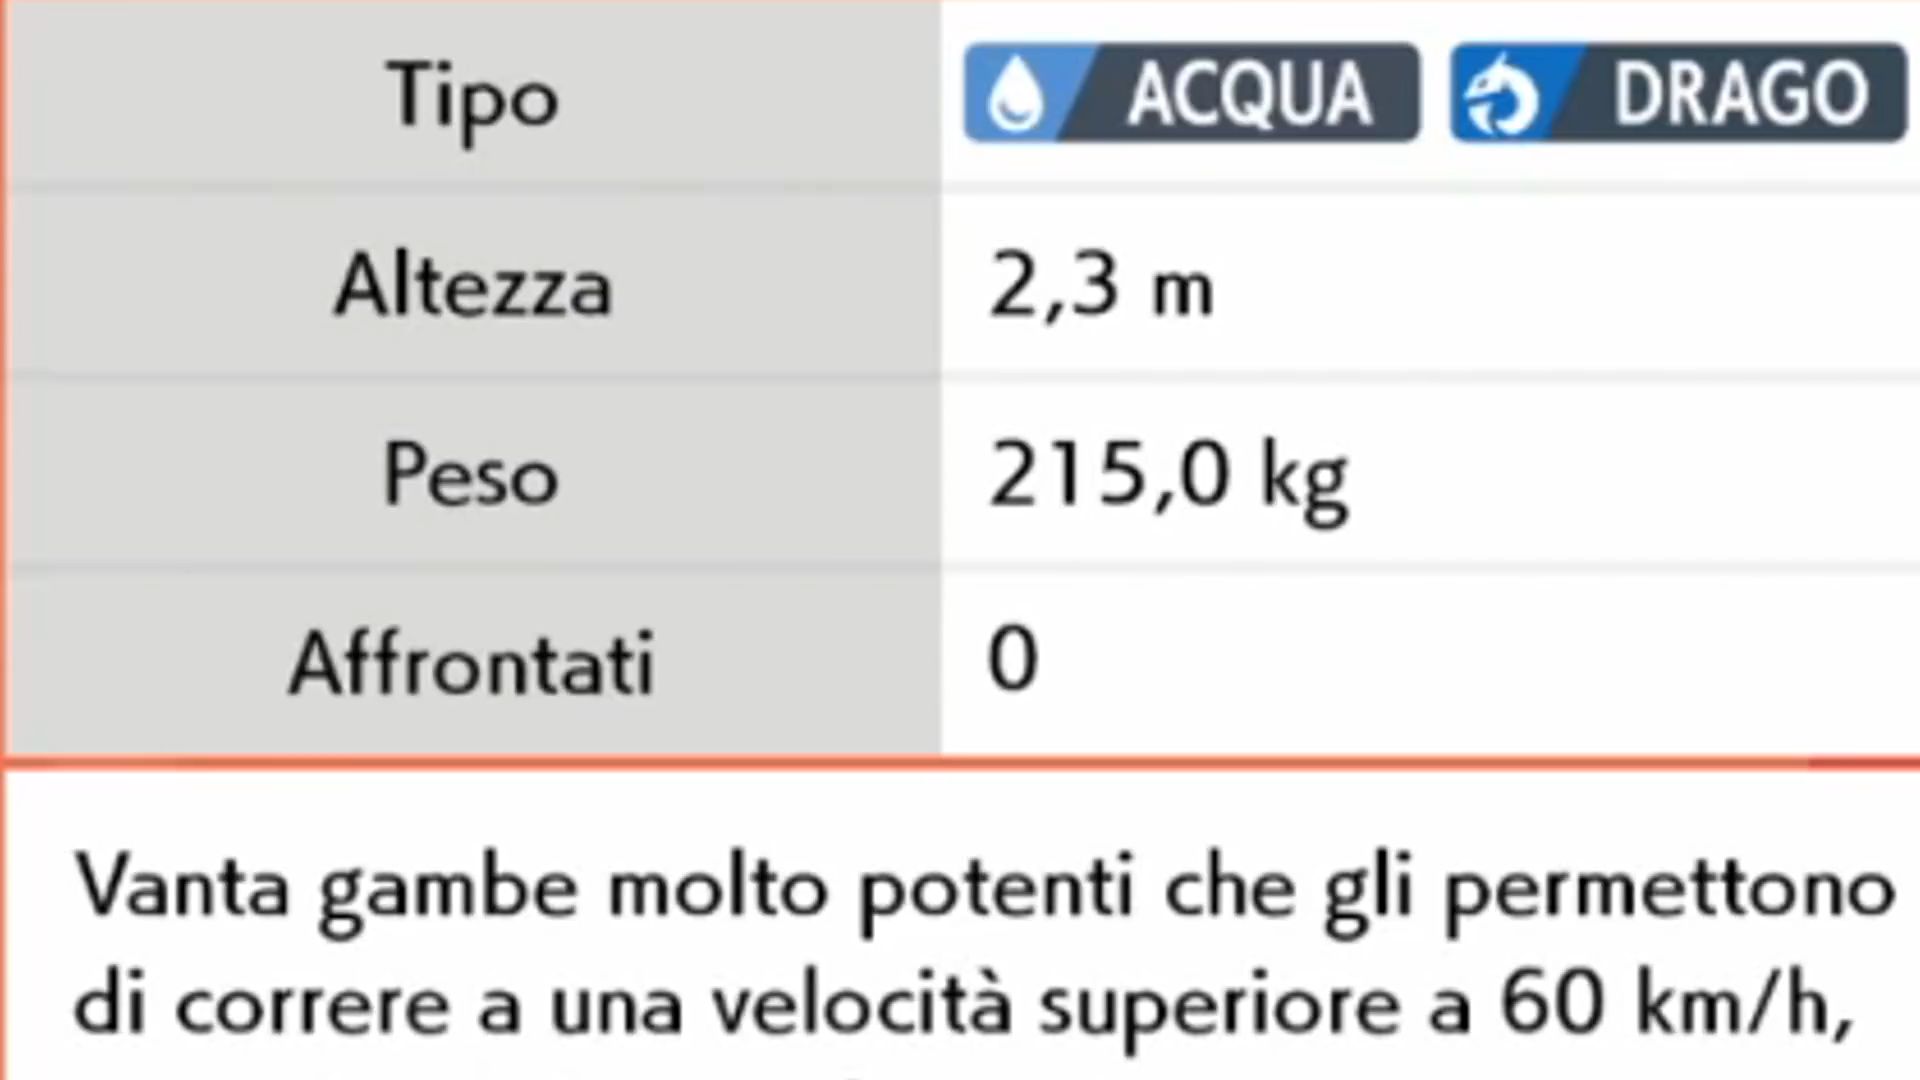 Tipo ACQUA DRAGO
Altezza 2,3 m
Peso 215,0 kg
Affrontati 0
Vanta gambe molto potenti che gli permettono
di correre a una velocità superiore a 60 km/h,